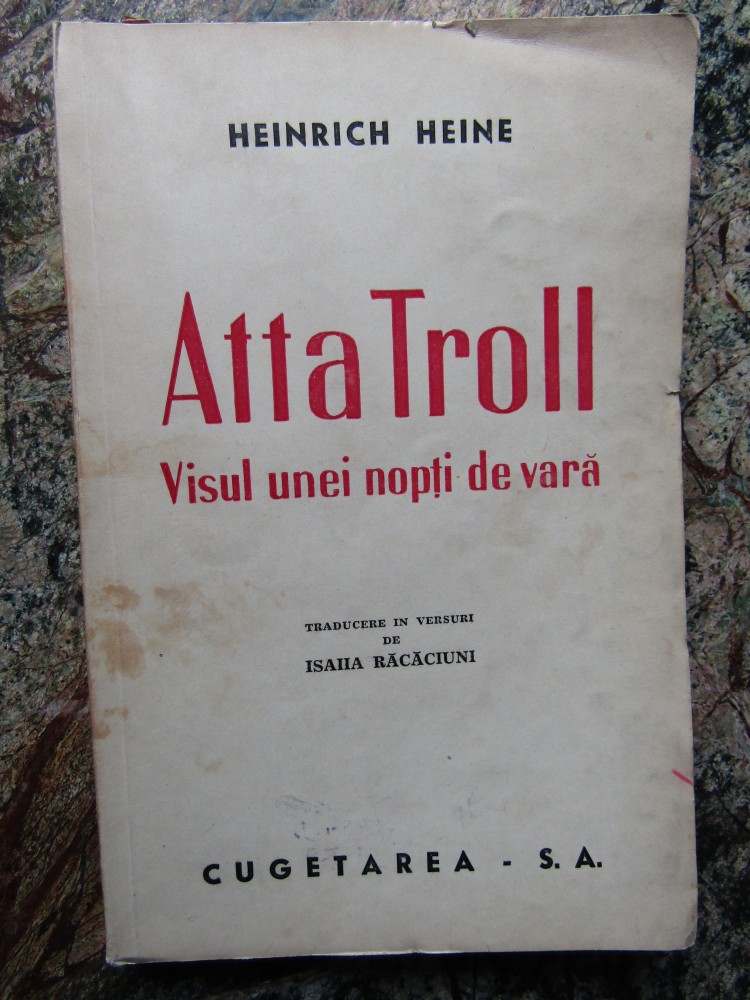 HEINRICH HEINE
Atta Troll
Visul unei nopți de vară
TRADUCERE IN VERSURI
DE
ISAIIA RĂCĂCIUNI
CUGETAREA - S. A.